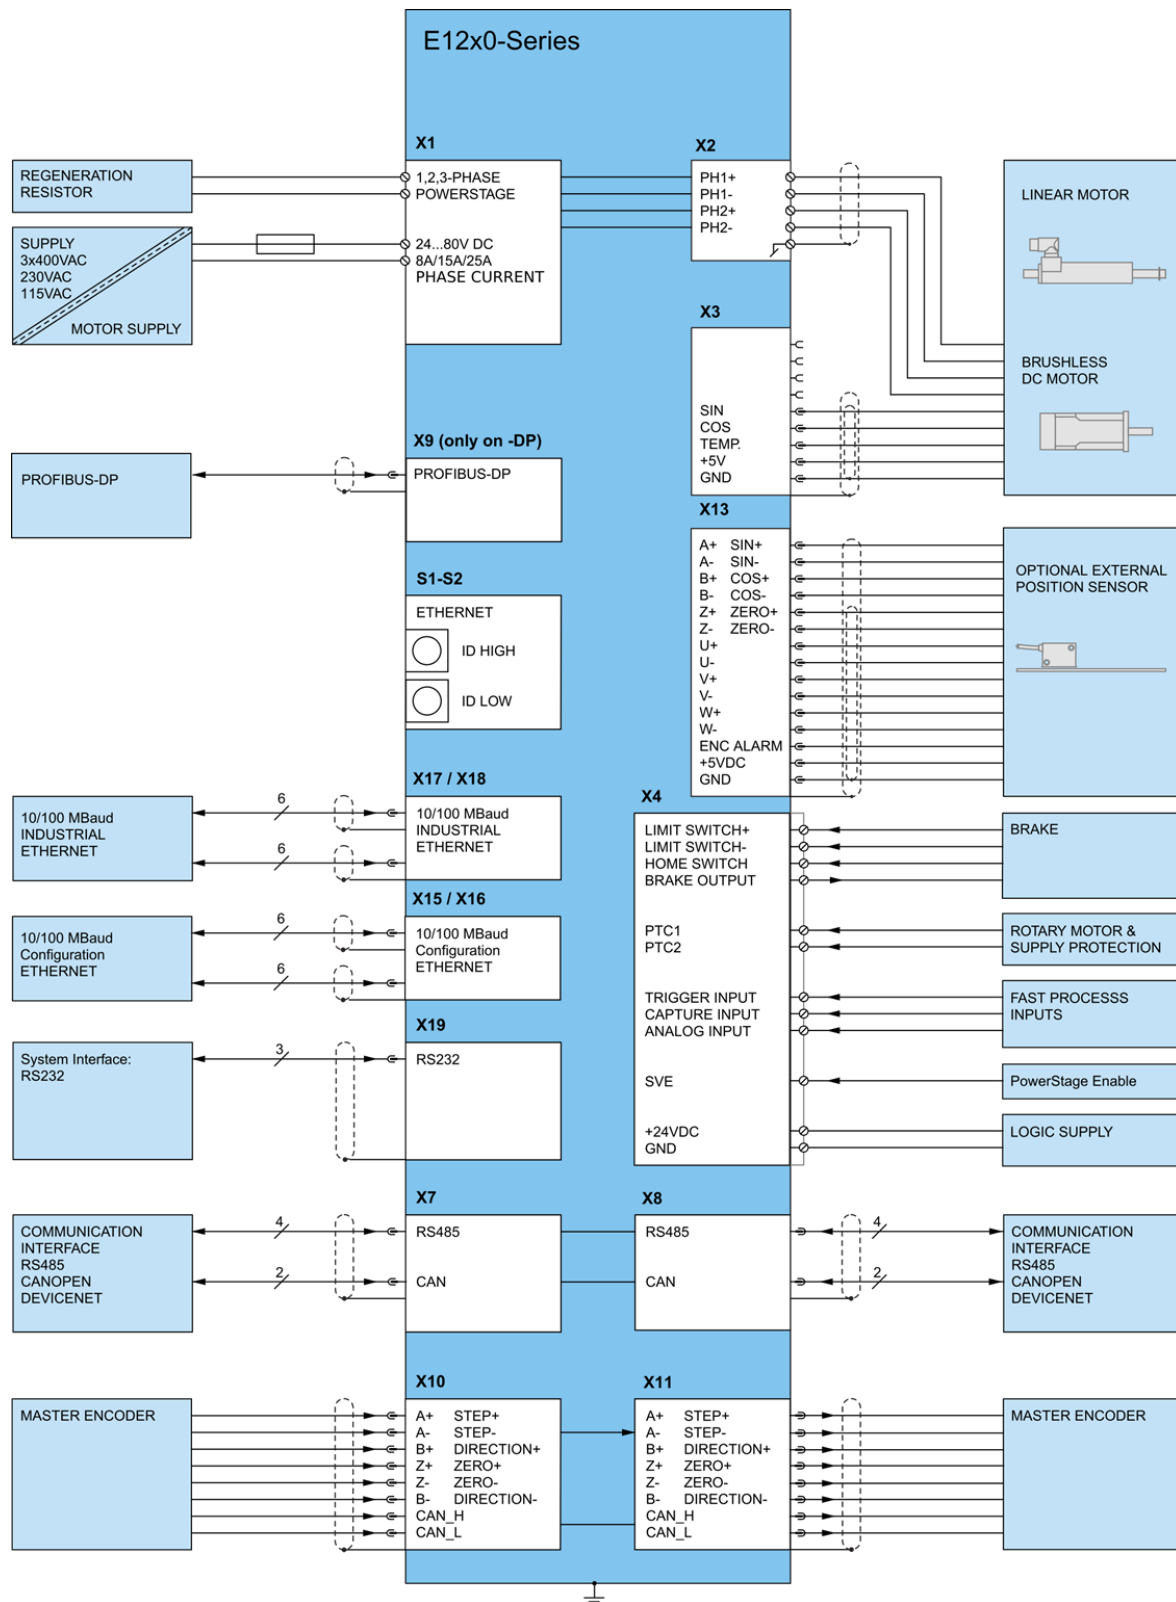 E12x0-Series
X1
REGENERATION
RESISTOR
1,2,3-PHASE
POWERSTAGE
SUPPLY
3x400VAC
230VAC
115VAC
MOTOR SUPPLY
24...80V DC
8A/15A/25A
PHASE CURRENT
X2
PH1+
PH1-
PH2+
PH2-
LINEAR MOTOR
BRUSHLESS
DC MOTOR
X3
SIN
COS
TEMP.
+5V
GND
X9 (only on -DP)
PROFIBUS-DP
PROFIBUS-DP
S1-S2
ETHERNET
ID HIGH
ID LOW
X13
A+ SIN+
A- SIN-
B+ COS+
B- COS-
Z+ ZERO+
Z- ZERO-
U+
U-
V+
V-
W+
W-
ENC ALARM
+5VDC
GND
OPTIONAL EXTERNAL
POSITION SENSOR
X17 / X18
10/100 MBaud
INDUSTRIAL
ETHERNET
6
6
10/100 MBaud
INDUSTRIAL
ETHERNET
X15 / X16
10/100 MBaud
Configuration
ETHERNET
6
6
10/100 MBaud
Configuration
ETHERNET
X19
System Interface:
RS232
3
RS232
X4
LIMIT SWITCH+
LIMIT SWITCH-
HOME SWITCH
BRAKE OUTPUT
PTC1
PTC2
TRIGGER INPUT
CAPTURE INPUT
ANALOG INPUT
SVE
+24VDC
GND
BRAKE
ROTARY MOTOR &
SUPPLY PROTECTION
FAST PROCESSS
INPUTS
PowerStage Enable
LOGIC SUPPLY
X7
COMMUNICATION
INTERFACE
RS485
CANOPEN
DEVICENET
4
2
RS485
CAN
X8
RS485
CAN
4
2
COMMUNICATION
INTERFACE
RS485
CANOPEN
DEVICENET
X10
MASTER ENCODER
A+ STEP+
A- STEP-
B+ DIRECTION+
Z+ ZERO+
Z- ZERO-
B- DIRECTION-
CAN_H
CAN_L
X11
A+ STEP+
A- STEP-
B+ DIRECTION+
Z+ ZERO+
Z- ZERO-
B- DIRECTION-
CAN_H
CAN_L
MASTER ENCODER